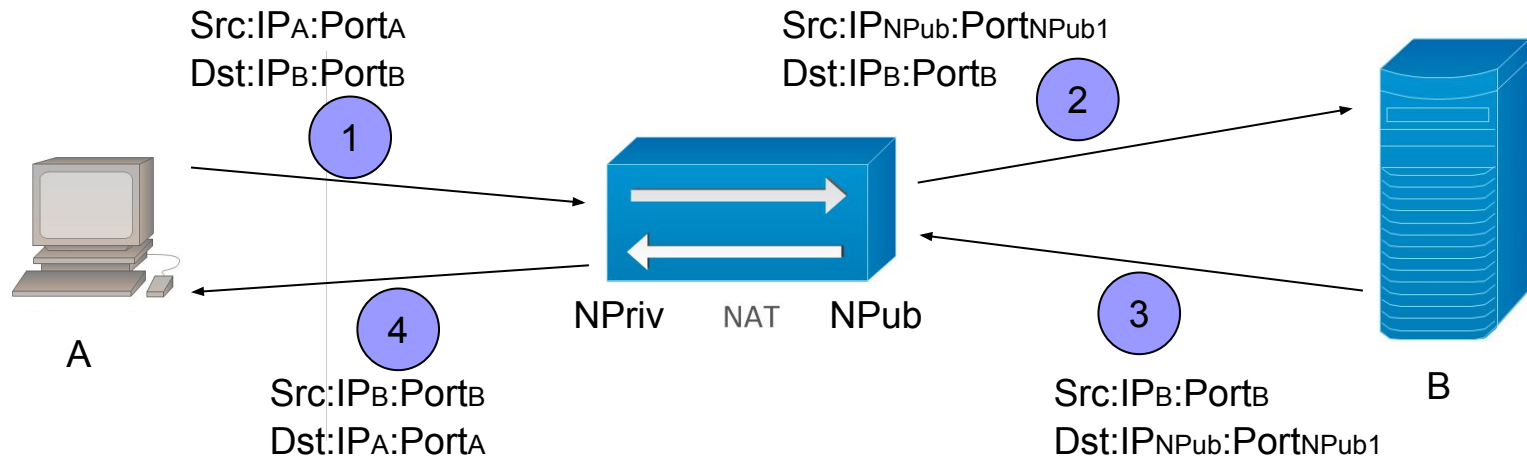 Src:IPA:PortA
Dst:IPB:PortB
1
Src:IPNPub:PortNPub1
Dst:IPB:PortB
2
NPriv
NAT
NPub
A
4
Src:IPB:PortB
Dst:IPA:PortA
3
Src:IPB:PortB
Dst:IPNPub:PortNPub1
B